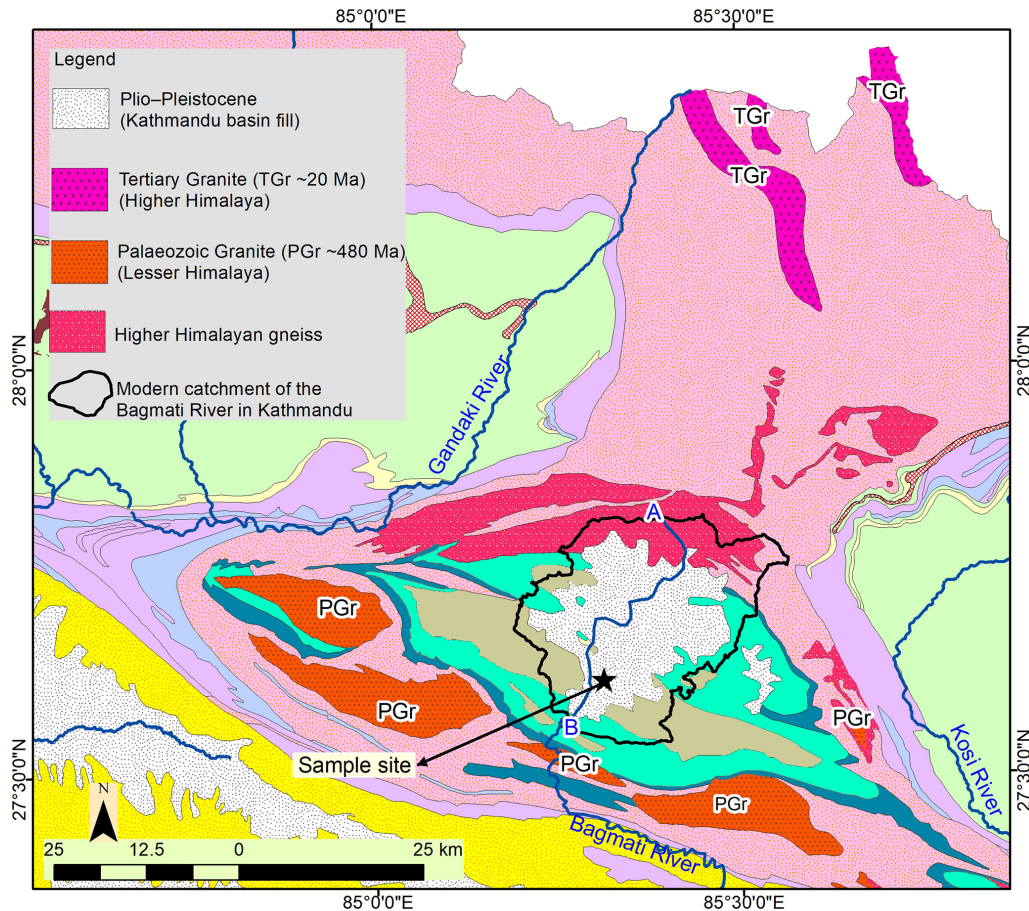 85°0'0"E
85°30'0"E
Legend
Plio–Pleistocene
(Kathmandu basin fill)
Tertiary Granite (TGr ~20 Ma)
(Higher Himalaya)
Palaeozoic Granite (PGr ~480 Ma)
(Lesser Himalaya)
Higher Himalayan gneiss
Modern catchment of the
Bagmati River in Kathmandu
TGr
TGr
TGr
28°0'0"N
28°0'0"N
Gandaki River
A
PGr
PGr
PGr
B
Sample site
PGr
PGr
Kosi River
27°30'0"N
27°30'0"N
Bagmati River
N
25
12.5
0
25 km
85°0'0"E
85°30'0"E